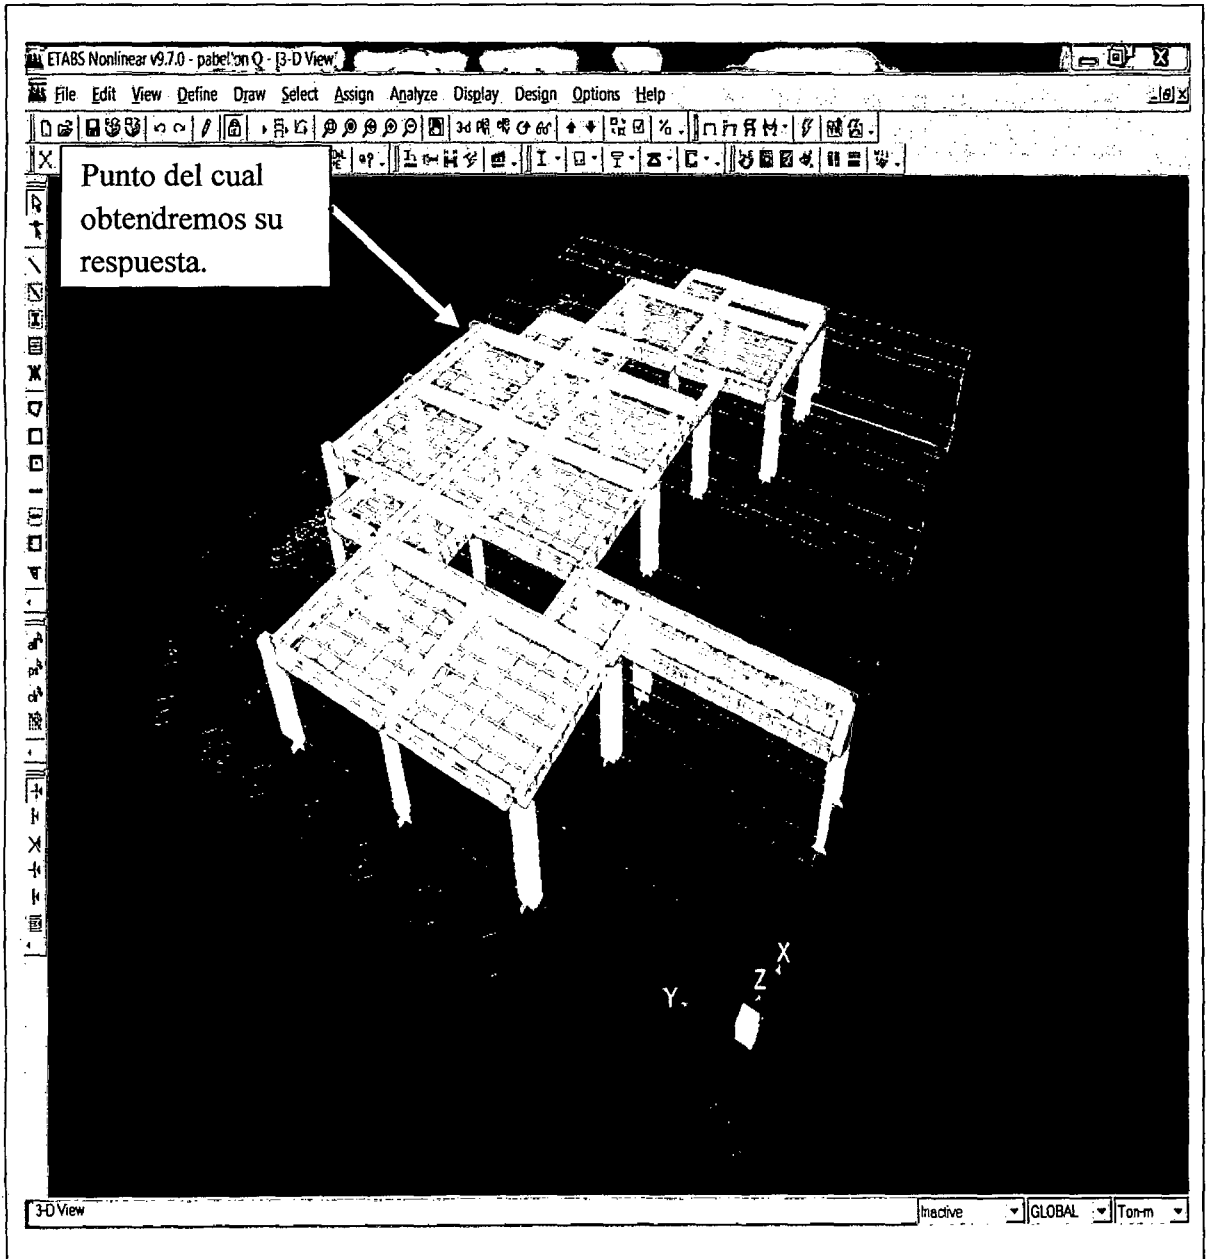 ETABS Nonlinear v9.7.0 - pabellon Q - [3-D View]
File Edit View Define Draw Select Assign Analyze Display Design Options Help
Punto del cual
obtendremos su
respuesta.
X
Z
Y
3-D View
Inactive
GLOBAL
Ton-m